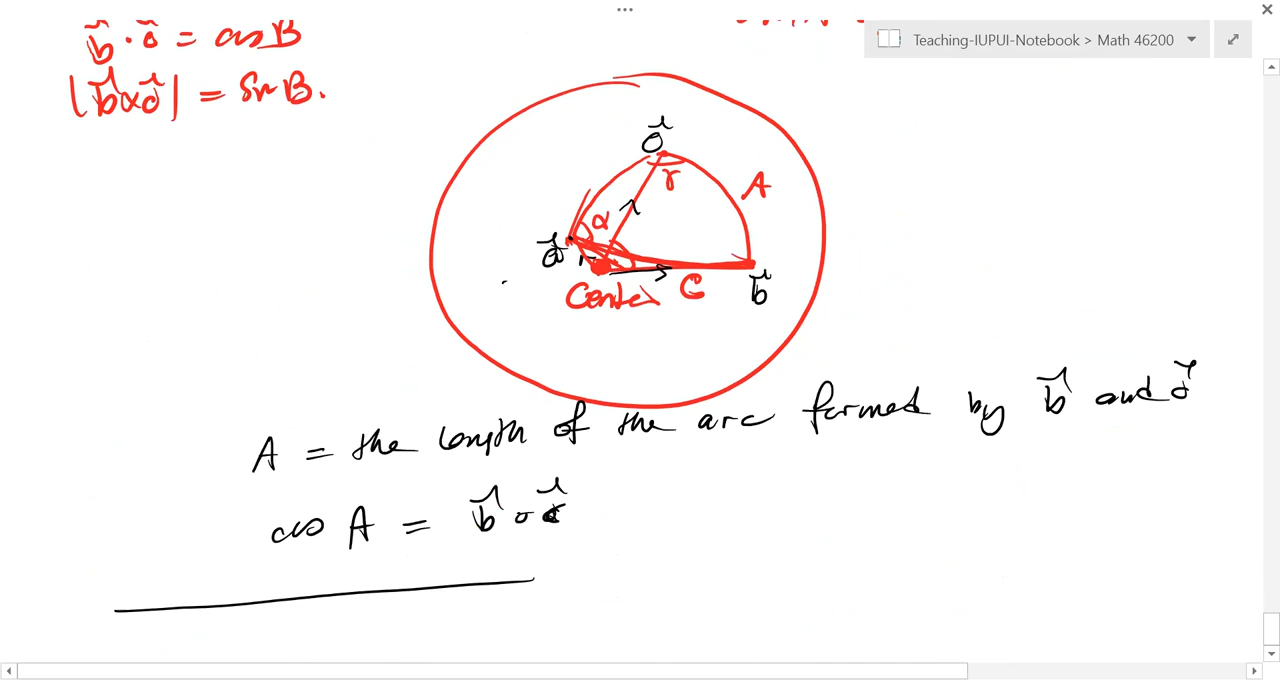 b⃗ · c⃗ = cos B
Teaching-IUPUI-Notebook > Math 46200
|b⃗ × c⃗| = Sin B.
c⃗
γ
A
α
a⃗
Center
C
b⃗
A = the length of the arc formed by b⃗ and c⃗
cos A = b⃗ · c⃗